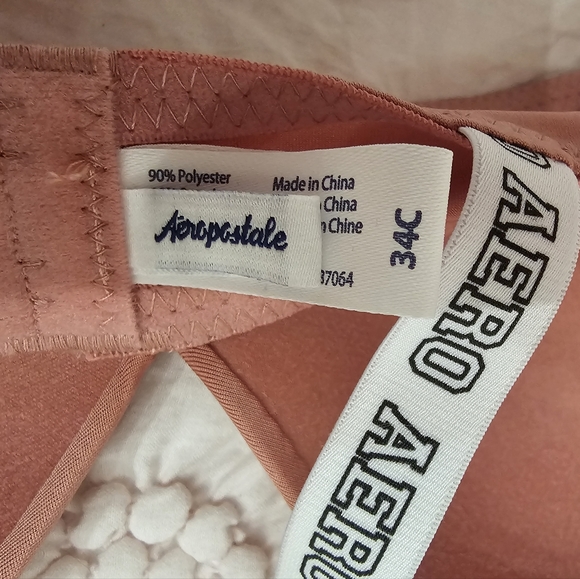 90% Polyester
Made in China
China
Chine
Aéropostale
37064
34C
AERO
AERO